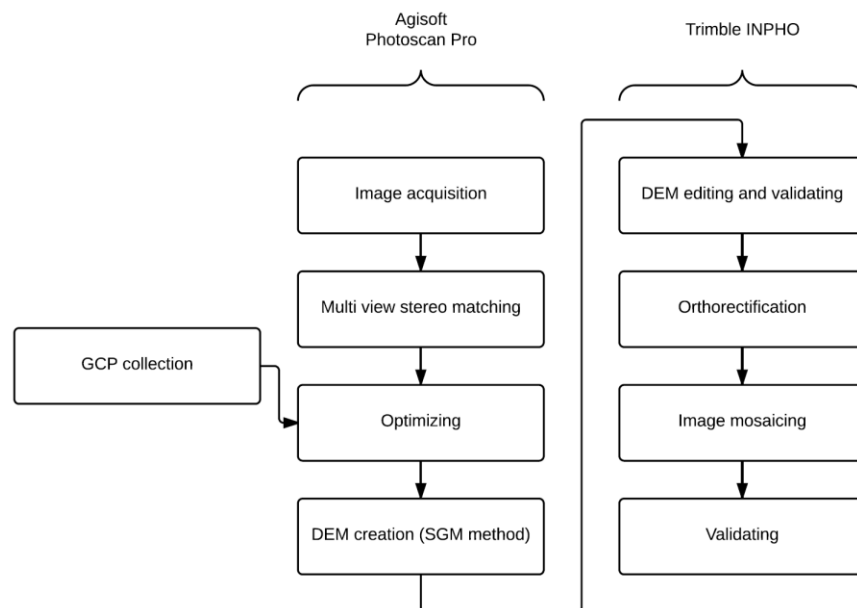 Agisoft
Photoscan Pro
Trimble INPHO
Image acquisition
Multi view stereo matching
GCP collection
Optimizing
DEM creation (SGM method)
DEM editing and validating
Orthorectification
Image mosaicing
Validating